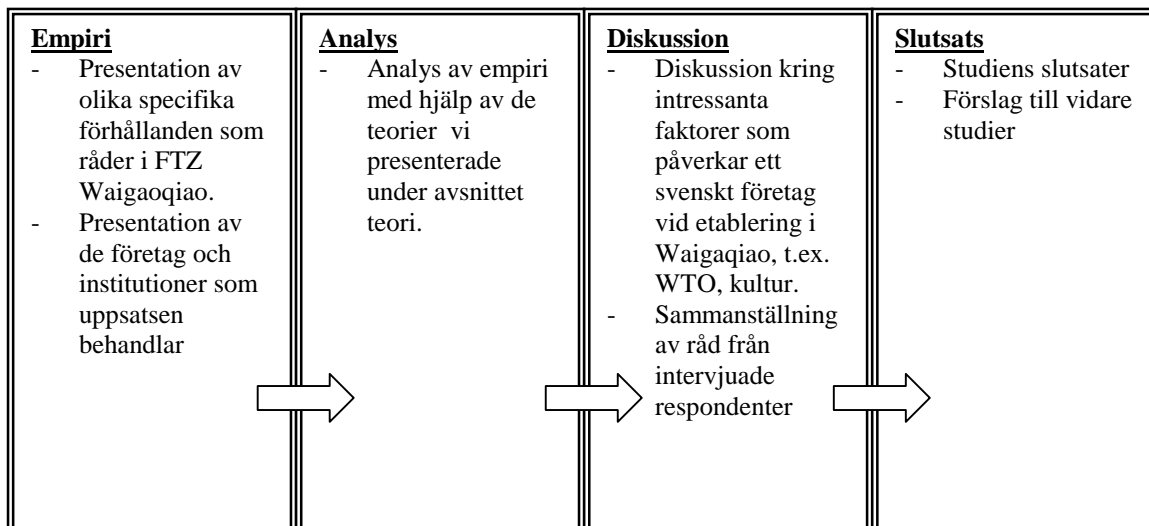 Empiri
- Presentation av
olika specifika
förhållanden som
råder i FTZ
Waigaoqiao.
- Presentation av
de företag och
institutioner som
uppsatsen
behandlar
Analys
- Analys av empiri
med hjälp av de
teorier vi
presenterade
under avsnittet
teori.
Diskussion
- Diskussion kring
intressanta
faktorer som
påverkar ett
svenskt företag
vid etablering i
Waigaqiao, t.ex.
WTO, kultur.
- Sammanställning
av råd från
intervjuade
respondenter
Slutsats
- Studiens slutsater
- Förslag till vidare
studier